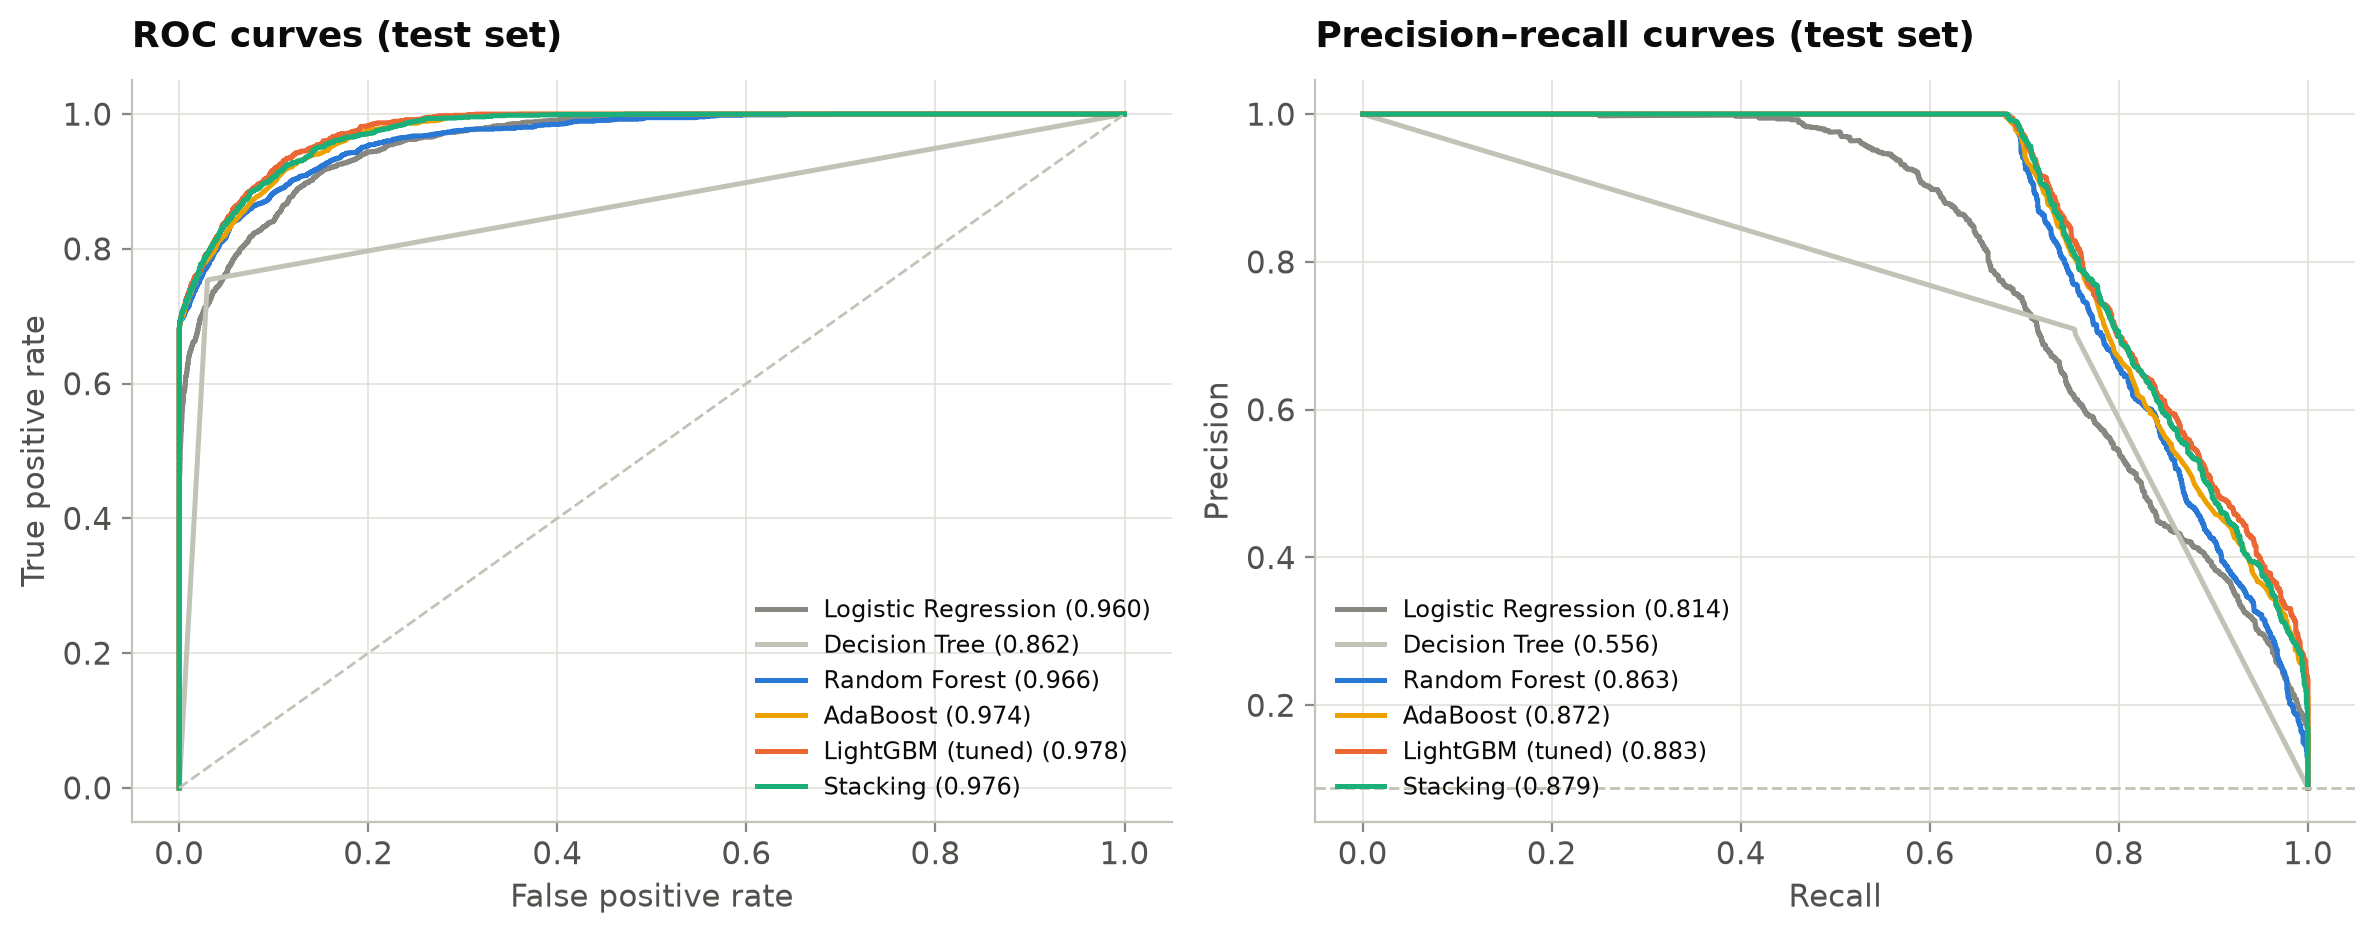 ROC curves (test set)
True positive rate
1.0
0.8
0.6
0.4
0.2
0.0
0.0 0.2 0.4 0.6 0.8 1.0
False positive rate
Logistic Regression (0.960)
Decision Tree (0.862)
Random Forest (0.966)
AdaBoost (0.974)
LightGBM (tuned) (0.978)
Stacking (0.976)
Precision–recall curves (test set)
Precision
1.0
0.8
0.6
0.4
0.2
0.0 0.2 0.4 0.6 0.8 1.0
Recall
Logistic Regression (0.814)
Decision Tree (0.556)
Random Forest (0.863)
AdaBoost (0.872)
LightGBM (tuned) (0.883)
Stacking (0.879)